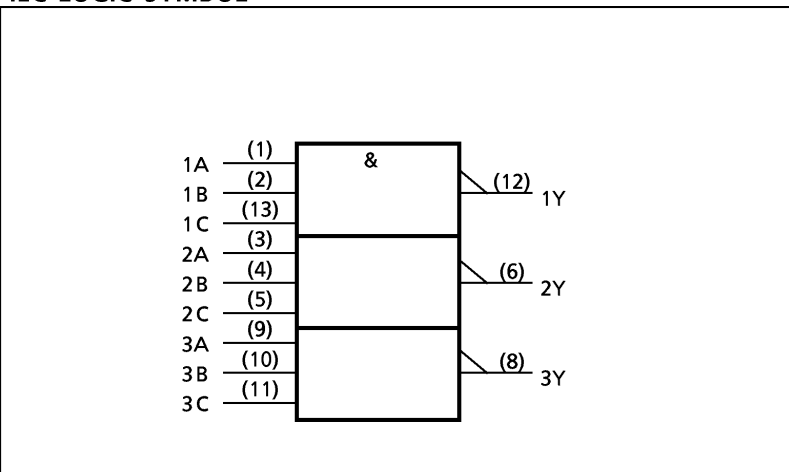 IEC LOGIC SYMBOL
&
1A (1)
1B (2)
1C (13)
(12) 1Y
2A (3)
2B (4)
2C (5)
(6) 2Y
3A (9)
3B (10)
3C (11)
(8) 3Y